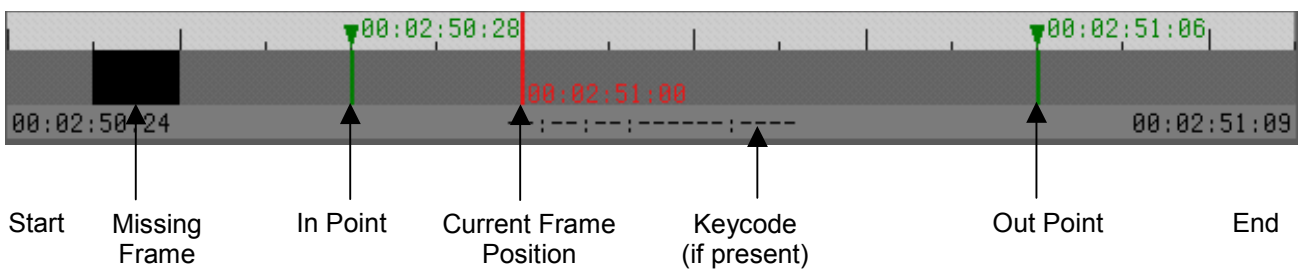 00:02:50:28 00:02:51:06
00:02:51:00
00:02:50:24 --:--:--:------:---- 00:02:51:09
Start Missing Frame In Point Current Frame Position Keycode (if present) Out Point End